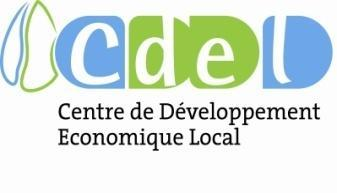 Cdel
Centre de Développement
Economique Local